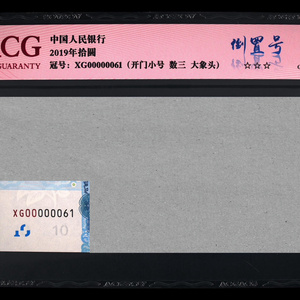 ACG
GUARANTY
中国人民银行
2019年拾圆
冠号：XG00000061（开门小号 数三 大象头）
倒置号
☆☆☆
XG00000061
10